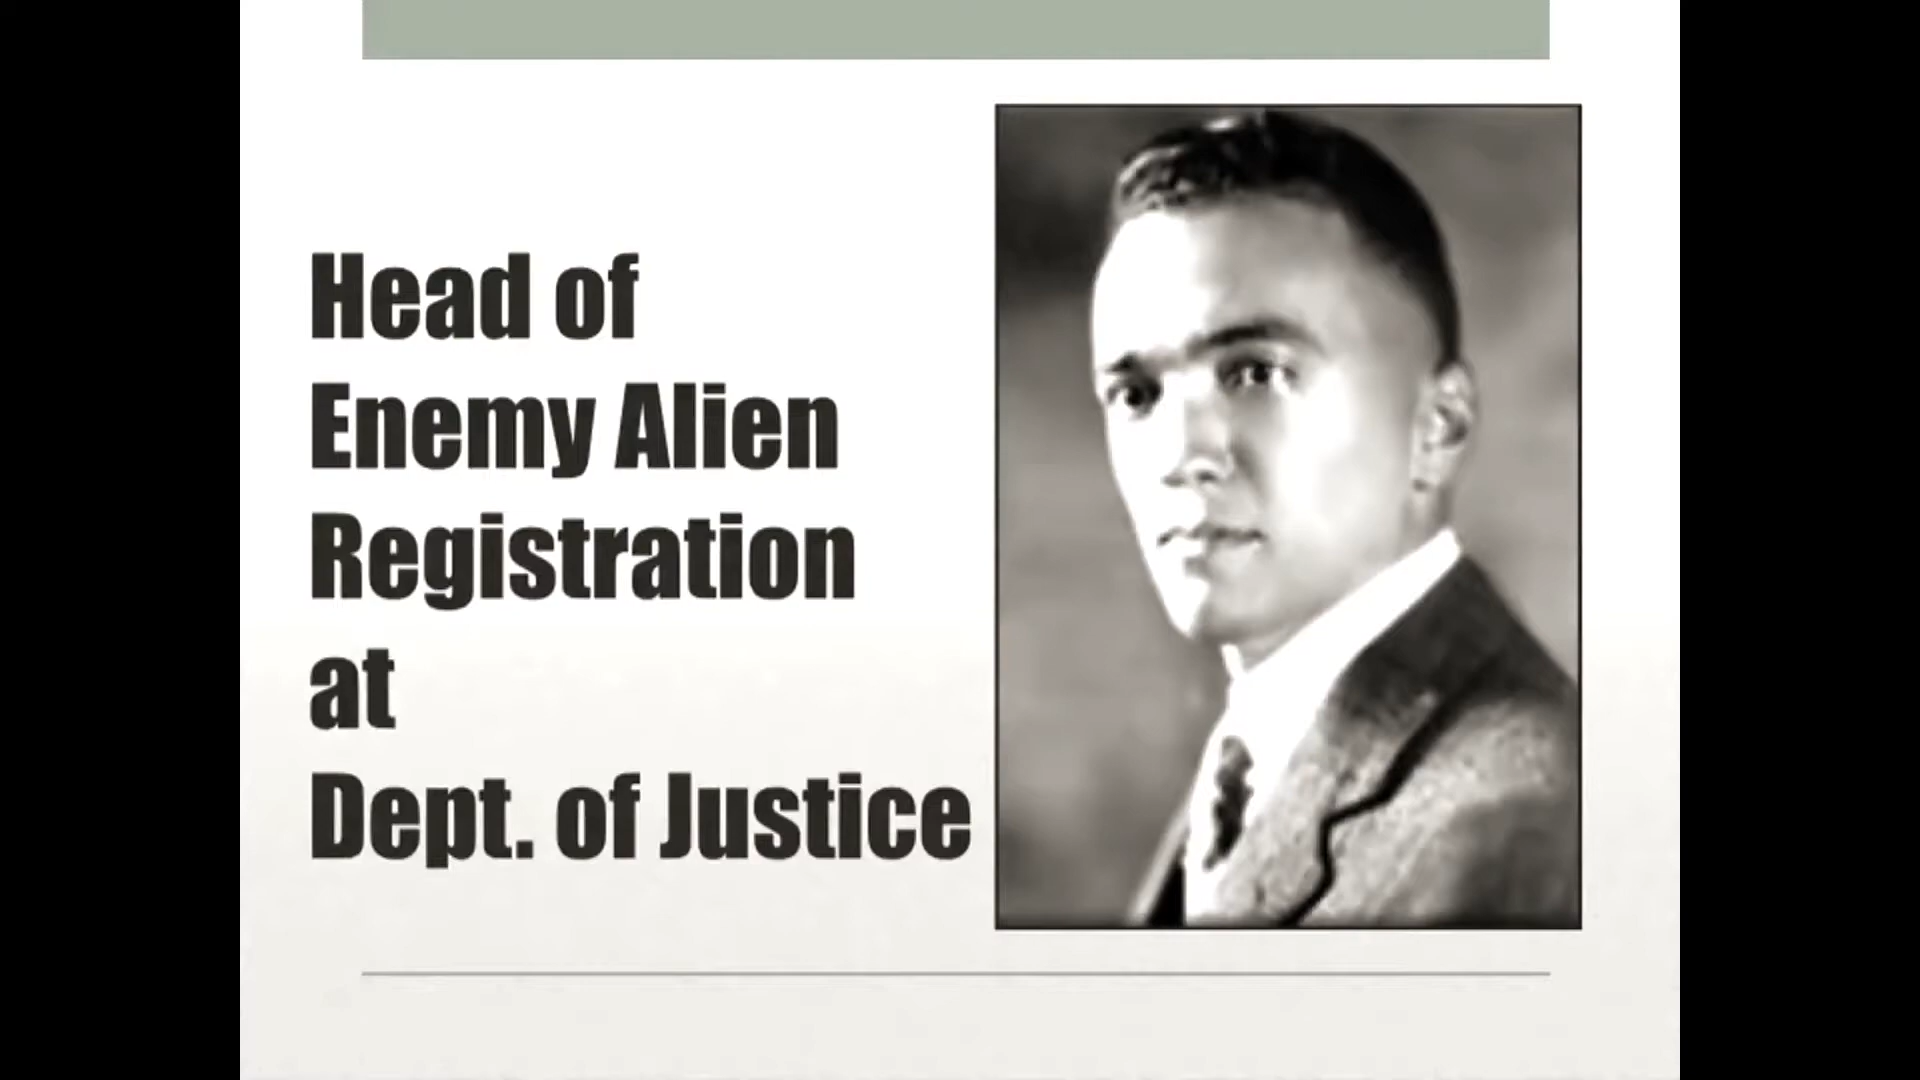 Head of
Enemy Alien
Registration
at
Dept. of Justice